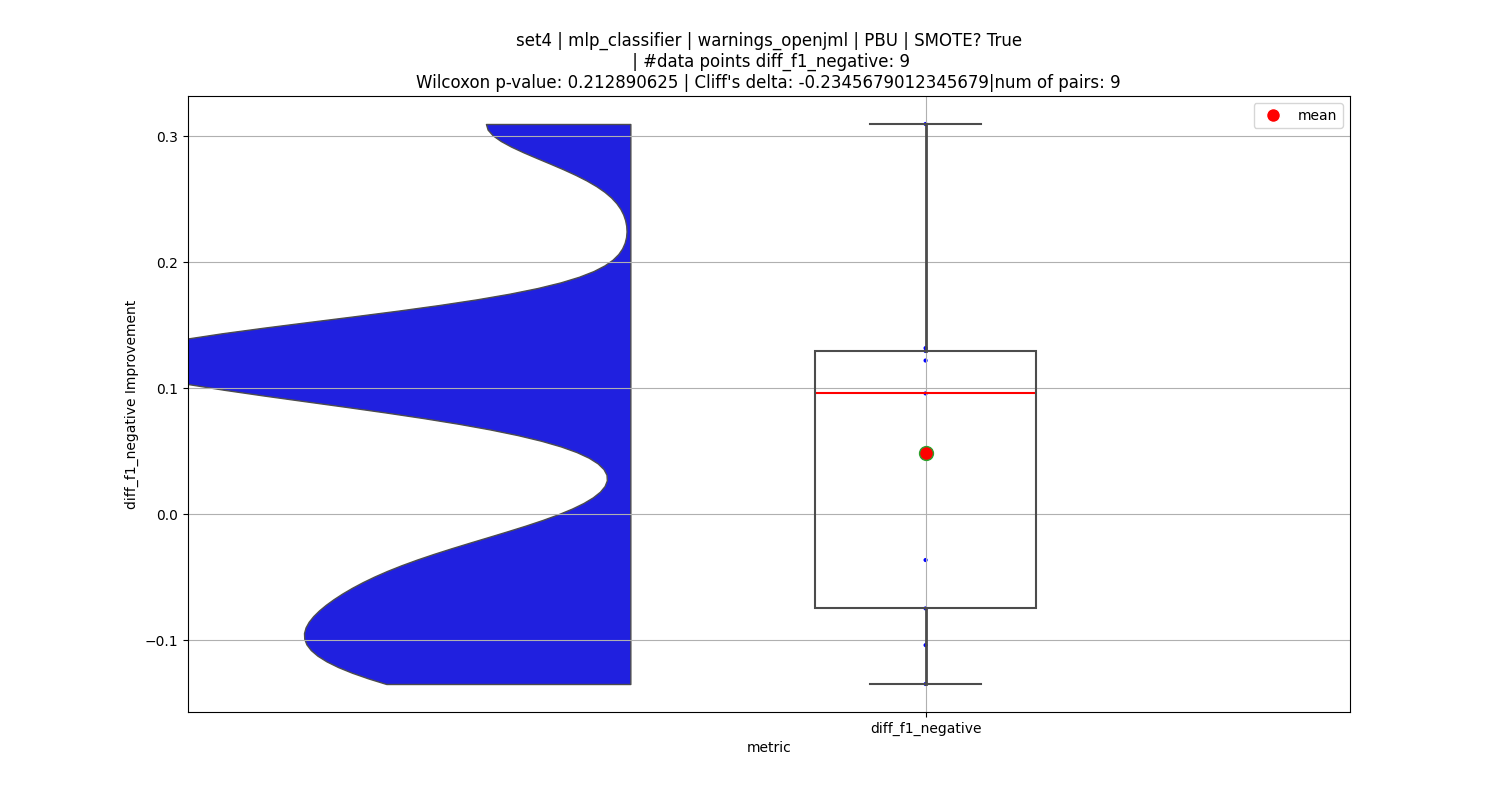 set4 | mlp_classifier | warnings_openjml | PBU | SMOTE? True
| #data points diff_f1_negative: 9
Wilcoxon p-value: 0.212890625 | Cliff's delta: -0.2345679012345679|num of pairs: 9
mean
0.3
0.2
0.1
0.0
−0.1
diff_f1_negative Improvement
diff_f1_negative
metric